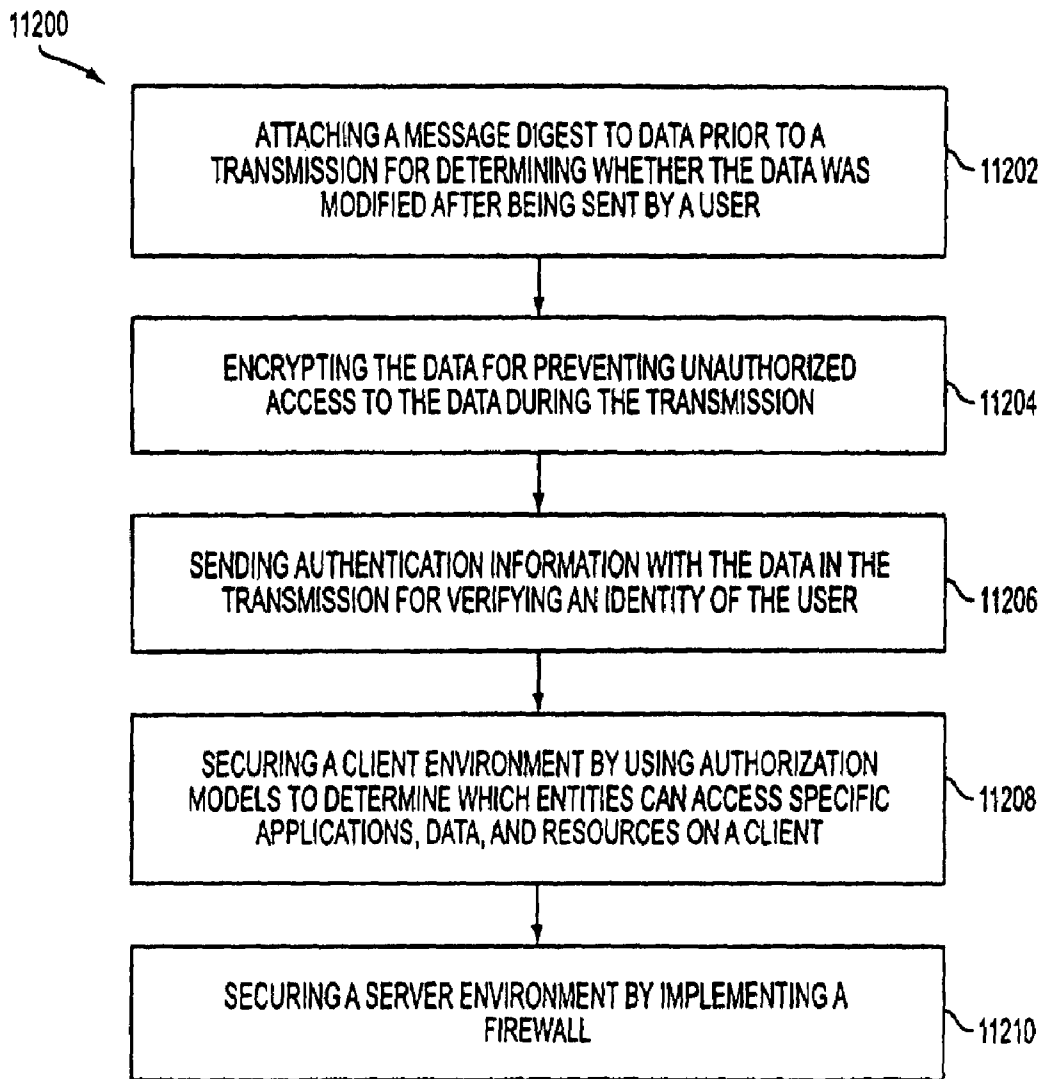 11200
ATTACHING A MESSAGE DIGEST TO DATA PRIOR TO A
TRANSMISSION FOR DETERMINING WHETHER THE DATA WAS
MODIFIED AFTER BEING SENT BY A USER
11202
ENCRYPTING THE DATA FOR PREVENTING UNAUTHORIZED
ACCESS TO THE DATA DURING THE TRANSMISSION
11204
SENDING AUTHENTICATION INFORMATION WITH THE DATA IN THE
TRANSMISSION FOR VERIFYING AN IDENTITY OF THE USER
11206
SECURING A CLIENT ENVIRONMENT BY USING AUTHORIZATION
MODELS TO DETERMINE WHICH ENTITIES CAN ACCESS SPECIFIC
APPLICATIONS, DATA, AND RESOURCES ON A CLIENT
11208
SECURING A SERVER ENVIRONMENT BY IMPLEMENTING A
FIREWALL
11210